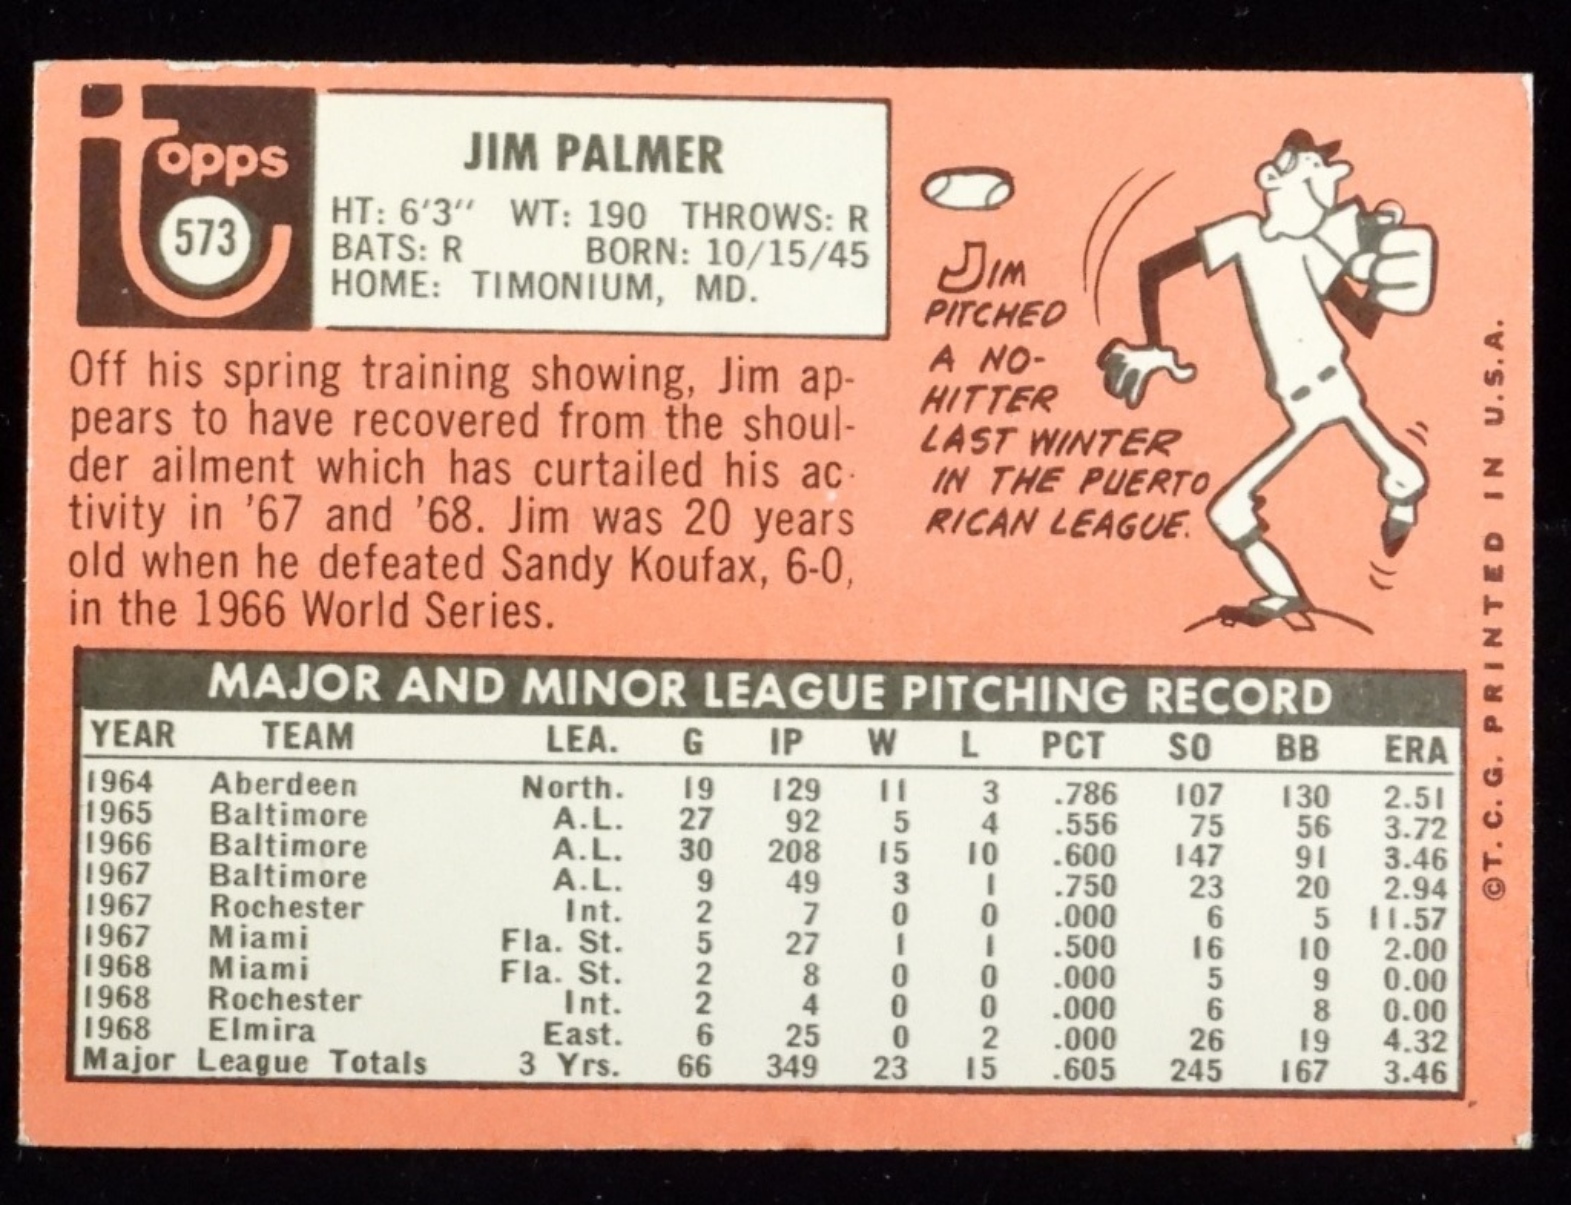 Topps
573
JIM PALMER
HT: 6'3" WT: 190 THROWS: R
BATS: R BORN: 10/15/45
HOME: TIMONIUM, MD.
Off his spring training showing, Jim ap-
pears to have recovered from the shoul-
der ailment which has curtailed his ac-
tivity in '67 and '68. Jim was 20 years
old when he defeated Sandy Koufax, 6-0,
in the 1966 World Series.
JIM
PITCHED
A NO-
HITTER
LAST WINTER
IN THE PUERTO
RICAN LEAGUE.
MAJOR AND MINOR LEAGUE PITCHING RECORD
YEAR TEAM LEA. G IP W L PCT SO BB ERA
1964 Aberdeen North. 19 129 11 3 .786 107 130 2.51
1965 Baltimore A.L. 27 92 5 4 .556 75 56 3.72
1966 Baltimore A.L. 30 208 15 10 .600 147 91 3.46
1967 Baltimore A.L. 9 49 3 1 .750 23 20 2.94
1967 Rochester Int. 2 7 0 0 .000 6 5 11.57
1967 Miami Fla. St. 5 27 1 1 .500 16 10 2.00
1968 Miami Fla. St. 2 8 0 0 .000 5 9 0.00
1968 Rochester Int. 2 4 0 0 .000 6 8 0.00
1968 Elmira East. 6 25 0 2 .000 26 19 4.32
Major League Totals 3 Yrs. 66 349 23 15 .605 245 167 3.46
©T. C. G. PRINTED IN U.S.A.